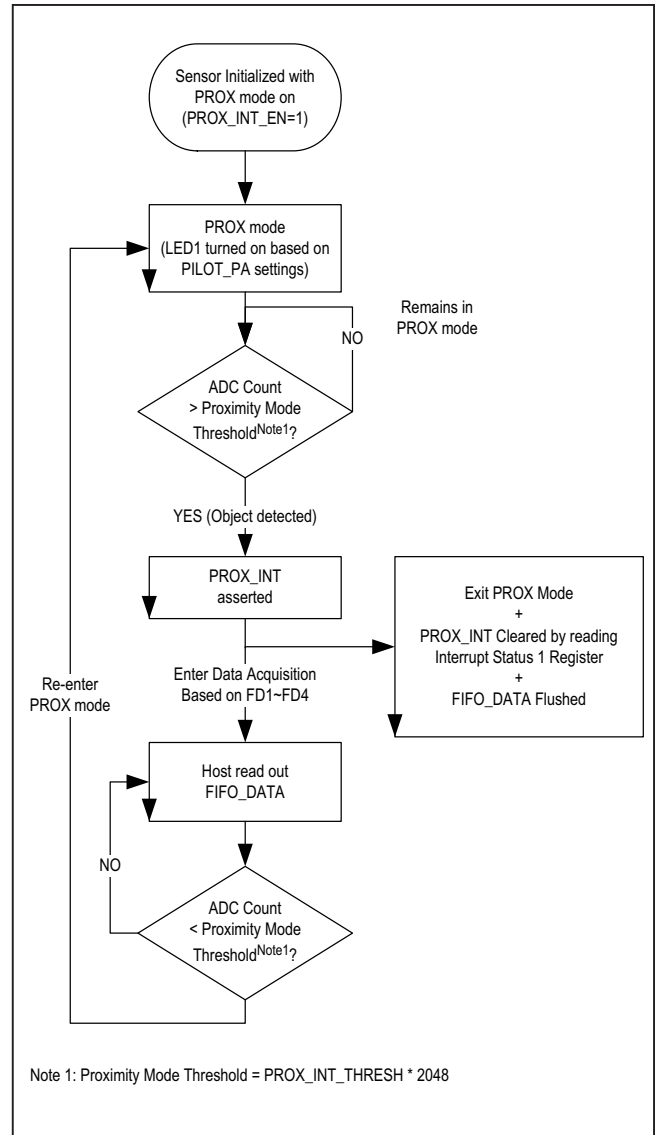 Sensor Initialized with
PROX mode on
(PROX_INT_EN=1)
PROX mode
(LED1 turned on based on
PILOT_PA settings)
Remains in
PROX mode
NO
ADC Count
> Proximity Mode
ThresholdNote1?
YES (Object detected)
PROX_INT
asserted
Exit PROX Mode
+
PROX_INT Cleared by reading
Interrupt Status 1 Register
+
FIFO_DATA Flushed
Re-enter
PROX mode
Enter Data Acquisition
Based on FD1~FD4
Host read out
FIFO_DATA
NO
ADC Count
< Proximity Mode
ThresholdNote1?
Note 1: Proximity Mode Threshold = PROX_INT_THRESH * 2048